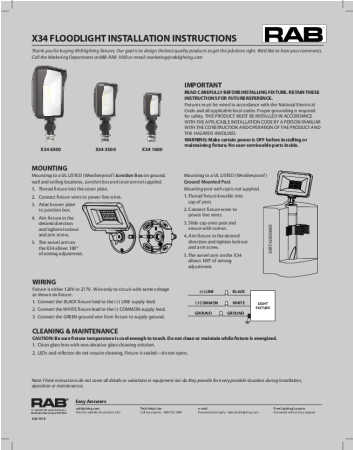 X34 FLOODLIGHT INSTALLATION INSTRUCTIONS
RAB
Thank you for buying RAB lighting fixtures. Our goal is to design the best quality products to get the job done right. We'd like to hear your comments.
Call the Marketing Department at 888-RAB-1000 or email: marketing@rablighting.com
IMPORTANT
READ CAREFULLY BEFORE INSTALLING FIXTURE. RETAIN THESE
INSTRUCTIONS FOR FUTURE REFERENCE.
Fixtures must be wired in accordance with the National Electrical
Code and all applicable local codes. Proper grounding is required
for safety. THIS PRODUCT MUST BE INSTALLED IN ACCORDANCE
WITH THE APPLICABLE INSTALLATION CODE BY A PERSON FAMILIAR
WITH THE CONSTRUCTION AND OPERATION OF THE PRODUCT AND
THE HAZARDS INVOLVED.
WARNING: Make certain power is OFF before installing or
maintaining fixture. No user-serviceable parts inside.
X34 6500
X34 3500
X34 1600
MOUNTING
Mounting to a UL LISTED (Weatherproof) Junction Box on ground,
wall and ceiling locations. Junction box and cover are not supplied.
1. Thread fixture into the cover plate.
2. Connect fixture wires to power line wires.
3. Attach cover plate
to junction box.
4. Aim fixture in the
desired direction
and tighten locknut
and arm screw.
5. The swivel arm on
the X34 allows 180°
of aiming adjustment.
Mounting to a UL LISTED (Weatherproof)
Ground Mounted Post
Mounting post with cap is not supplied.
1. Thread fixture knuckle into
cap of post.
2. Connect fixture wires to
power line wires.
3. Slide cap onto post and
secure with screws.
4. Aim fixture in the desired
direction and tighten locknut
and arm screw.
5. The swivel arm on the X34
allows 180° of aiming
adjustment.
DIRT/GROUND
WIRING
Fixture is either 120V or 277V. Wire only to circuit with same voltage
as shown on fixture.
1. Connect the BLACK fixture lead to the (+) LINE supply lead.
2. Connect the WHITE fixture lead to the (-) COMMON supply lead.
3. Connect the GREEN ground wire from fixture to supply ground.
(+) LINE
BLACK
(-) COMMON
WHITE
GROUND
GROUND
LIGHT
FIXTURE
CLEANING & MAINTENANCE
CAUTION: Be sure fixture temperature is cool enough to touch. Do not clean or maintain while fixture is energized.
1. Clean glass lens with non-abrasive glass cleaning solution.
2. LEDs and reflector do not require cleaning. Fixture is sealed—do not open.
Note: These instructions do not cover all details or variations in equipment nor do they provide for every possible situation during installation,
operation or maintenance.
RAB
Easy Answers
rablighting.com
Tech Help Line
e-mail
Free Lighting Layouts